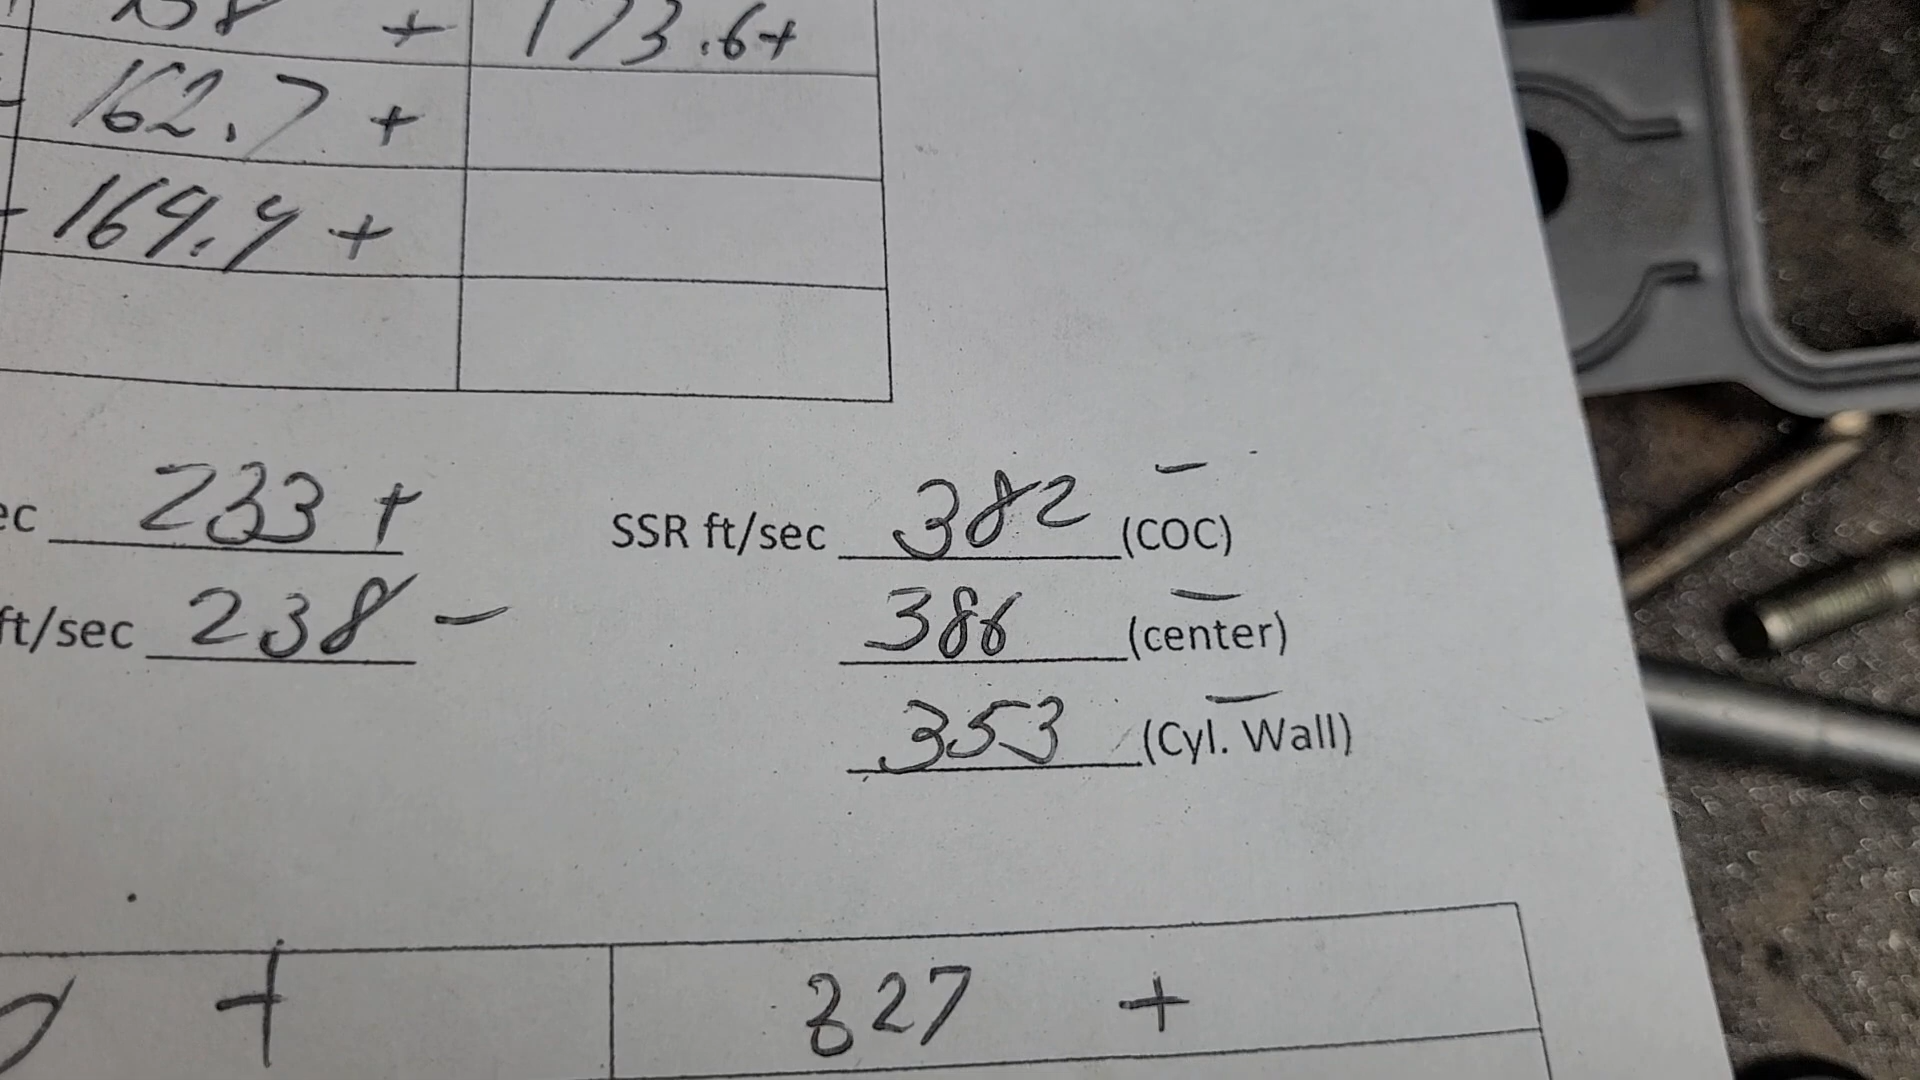 158 + 173.6+
162.7 +
169.4 +
ec 233 + SSR ft/sec 382 (COC) –
ft/sec 238 – 386 (center) –
353 (Cyl. Wall) –
+ 327 +